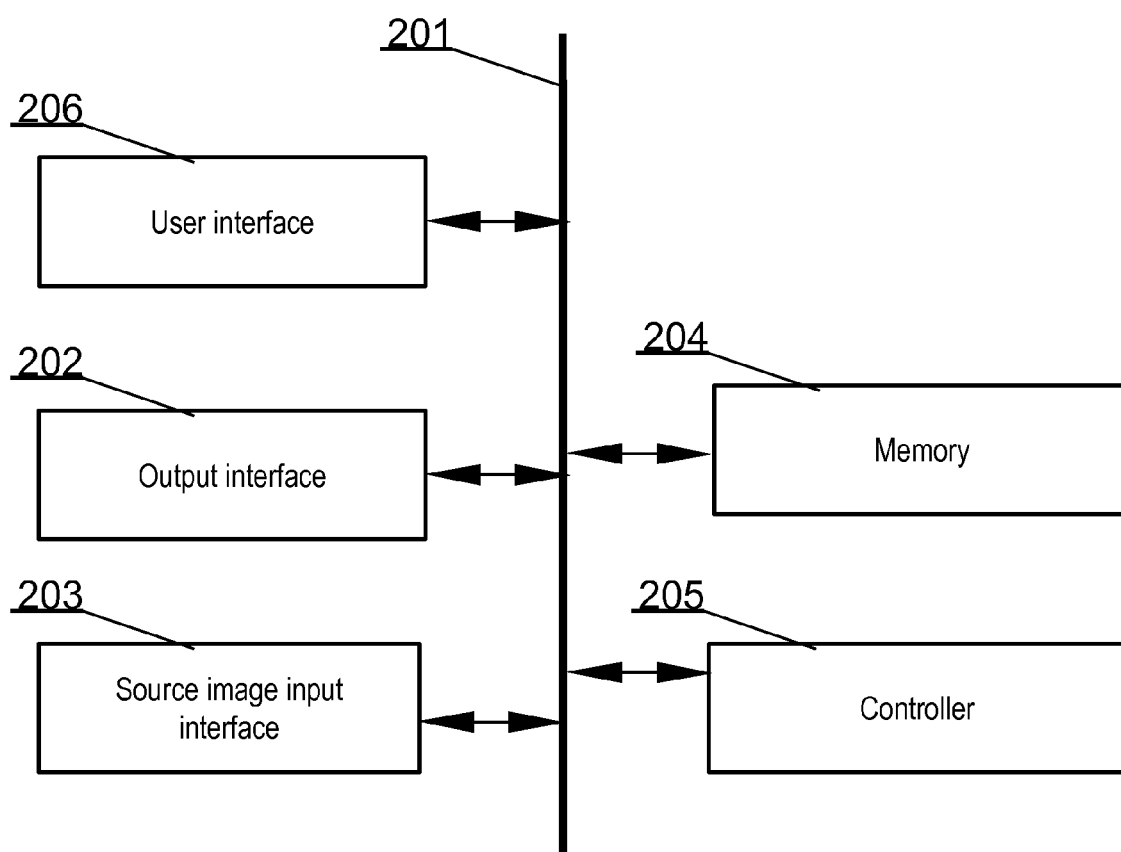 201
206
User interface
202
Output interface
204
Memory
203
Source image input
interface
205
Controller